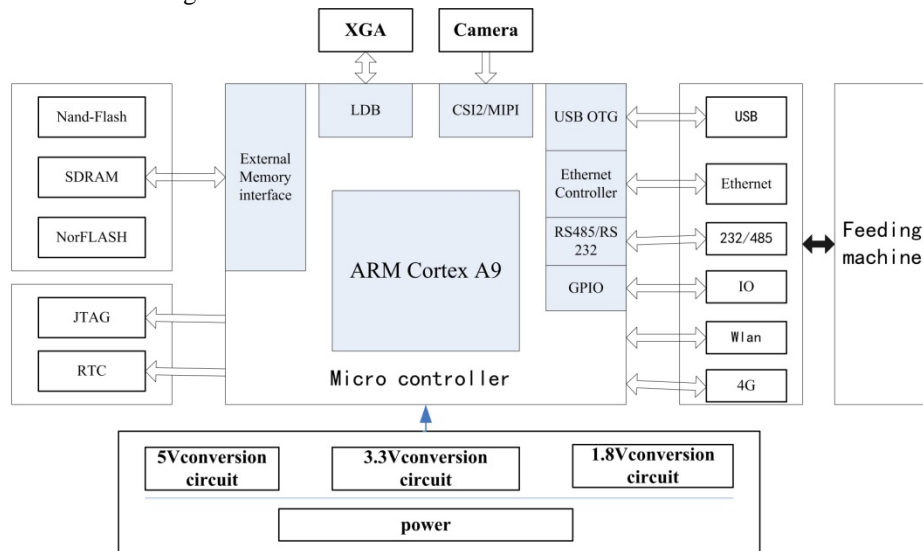 XGA
Camera
Nand-Flash
SDRAM
NorFLASH
JTAG
RTC
External
Memory
interface
LDB
CSI2/MIPI
USB OTG
Ethernet
Controller
RS485/RS
232
GPIO
ARM Cortex A9
Micro controller
USB
Ethernet
232/485
IO
Wlan
4G
Feeding
machine
5Vconversion
circuit
3.3Vconversion
circuit
1.8Vconversion
circuit
power